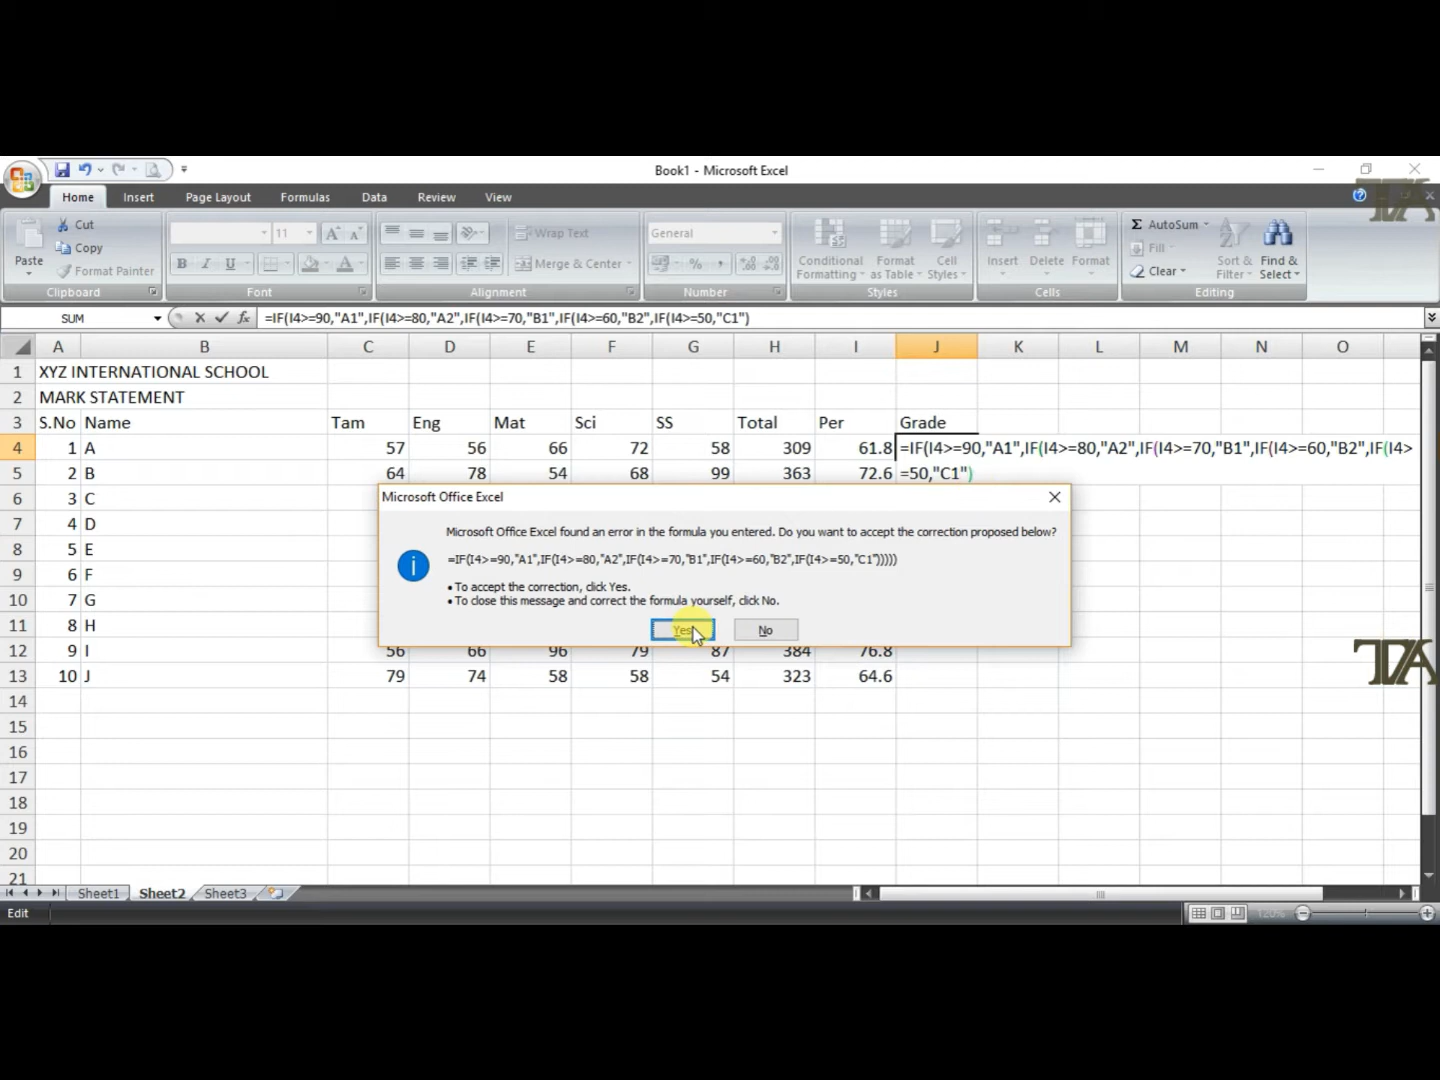 Book1 - Microsoft Excel
Home Insert Page Layout Formulas Data Review View
Cut
Copy
Format Painter
Paste
Clipboard
11
B I U
Font
Wrap Text
Merge & Center
Alignment
General
%
Number
Conditional Formatting
Format as Table
Cell Styles
Styles
Insert Delete Format
Cells
Σ AutoSum
Fill
Clear
Sort & Filter
Find & Select
Editing
TA
SUM
=IF(I4>=90,"A1",IF(I4>=80,"A2",IF(I4>=70,"B1",IF(I4>=60,"B2",IF(I4>=50,"C1")
A B C D E F G H I J K L M N O
1 XYZ INTERNATIONAL SCHOOL
2 MARK STATEMENT
3 S.No Name Tam Eng Mat Sci SS Total Per Grade
4 1 A 57 56 66 72 58 309 61.8 =IF(I4>=90,"A1",IF(I4>=80,"A2",IF(I4>=70,"B1",IF(I4>=60,"B2",IF(I4>
5 2 B 64 78 54 68 99 363 72.6 =50,"C1")
6 3 C
7 4 D
8 5 E
9 6 F
10 7 G
11 8 H
12 9 I 56 66 96 79 87 384 76.8
13 10 J 79 74 58 58 54 323 64.6
14
15
16
17
18
19
20
21
Microsoft Office Excel
Microsoft Office Excel found an error in the formula you entered. Do you want to accept the correction proposed below?
=IF(I4>=90,"A1",IF(I4>=80,"A2",IF(I4>=70,"B1",IF(I4>=60,"B2",IF(I4>=50,"C1")))))
• To accept the correction, click Yes.
• To close this message and correct the formula yourself, click No.
Yes No
TA
Sheet1 Sheet2 Sheet3
Edit
120%